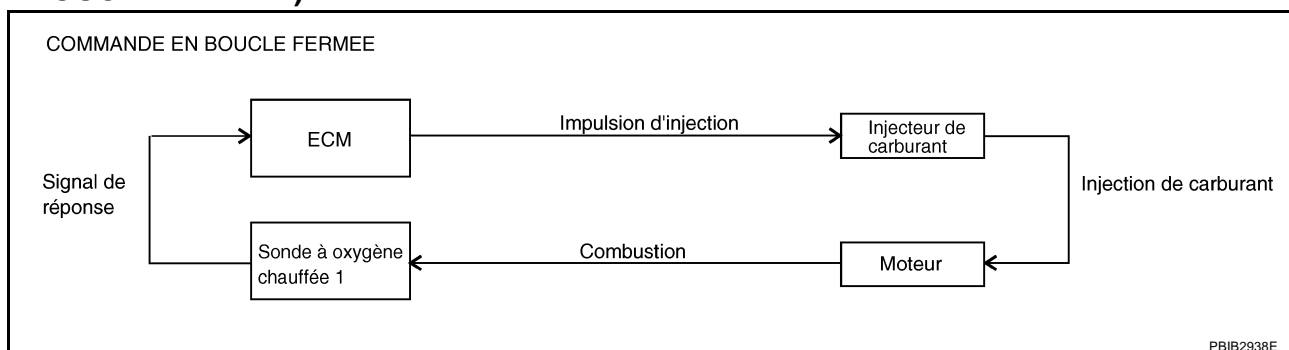 COMMANDE EN BOUCLE FERMEE
ECM
Impulsion d'injection
Injecteur de
carburant
Signal de
réponse
Injection de carburant
Sonde à oxygène
chauffée 1
Combustion
Moteur
PBIB2938E